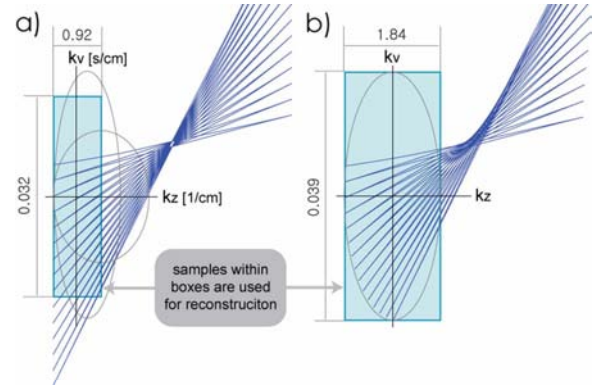 a)
0.92
kv [s/cm]
0.032
kz [1/cm]
b)
1.84
kv
0.039
kz
samples within
boxes are used
for reconstruciton